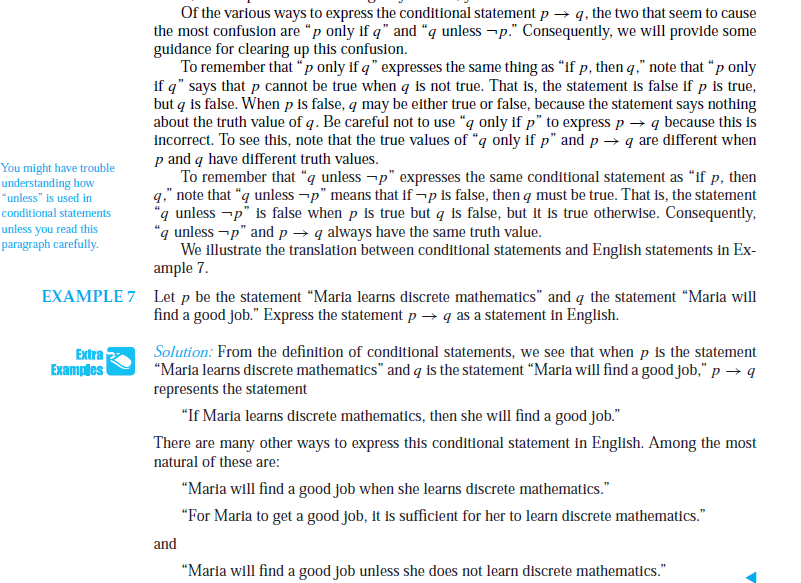 Of the various ways to express the conditional statement p → q, the two that seem to cause
the most confusion are “p only if q” and “q unless ¬p.” Consequently, we will provide some
guidance for clearing up this confusion.
To remember that “p only if q” expresses the same thing as “if p, then q,” note that “p only
if q” says that p cannot be true when q is not true. That is, the statement is false if p is true,
but q is false. When p is false, q may be either true or false, because the statement says nothing
about the truth value of q. Be careful not to use “q only if p” to express p → q because this is
incorrect. To see this, note that the true values of “q only if p” and p → q are different when
p and q have different truth values.
You might have trouble
understanding how
“unless” is used in
conditional statements
unless you read this
paragraph carefully.
To remember that “q unless ¬p” expresses the same conditional statement as “if p, then
q,” note that “q unless ¬p” means that if ¬p is false, then q must be true. That is, the statement
“q unless ¬p” is false when p is true but q is false, but it is true otherwise. Consequently,
“q unless ¬p” and p → q always have the same truth value.
We illustrate the translation between conditional statements and English statements in Ex-
ample 7.
EXAMPLE 7 Let p be the statement “Maria learns discrete mathematics” and q the statement “Maria will
find a good job.” Express the statement p → q as a statement in English.
Extra
Examples
Solution: From the definition of conditional statements, we see that when p is the statement
“Maria learns discrete mathematics” and q is the statement “Maria will find a good job,” p → q
represents the statement
“If Maria learns discrete mathematics, then she will find a good job.”
There are many other ways to express this conditional statement in English. Among the most
natural of these are:
“Maria will find a good job when she learns discrete mathematics.”
“For Maria to get a good job, it is sufficient for her to learn discrete mathematics.”
and
“Maria will find a good job unless she does not learn discrete mathematics.”